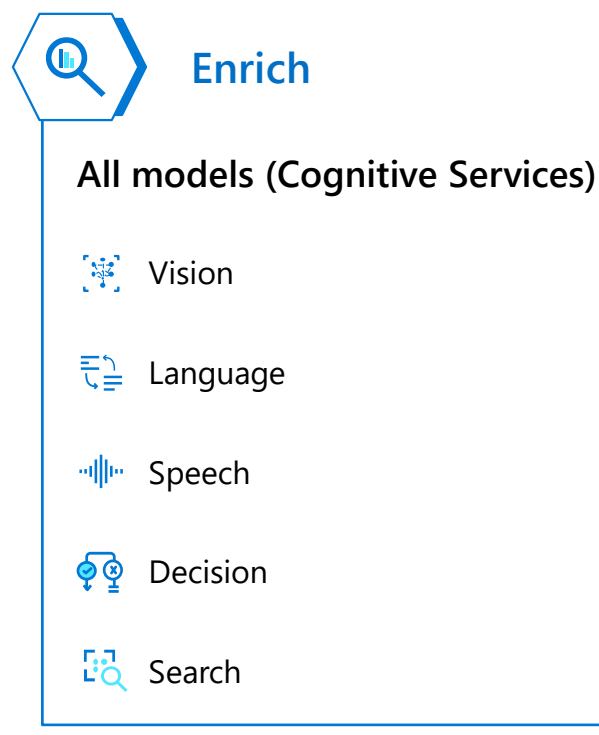 Enrich
All models (Cognitive Services)
Vision
Language
Speech
Decision
Search